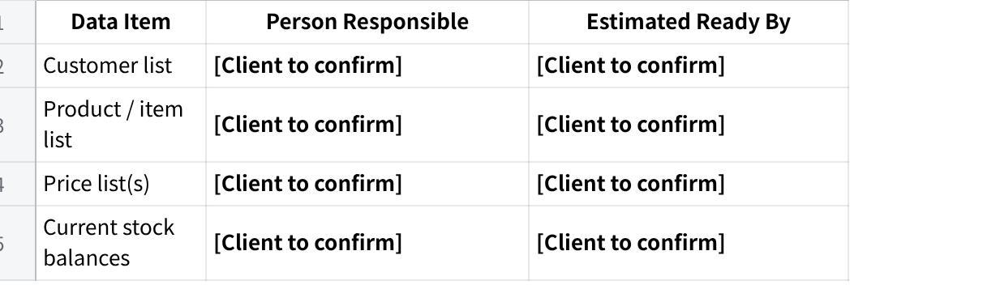 1 Data Item Person Responsible Estimated Ready By
2 Customer list [Client to confirm] [Client to confirm]
3 Product / item
list [Client to confirm] [Client to confirm]
4 Price list(s) [Client to confirm] [Client to confirm]
5 Current stock
balances [Client to confirm] [Client to confirm]